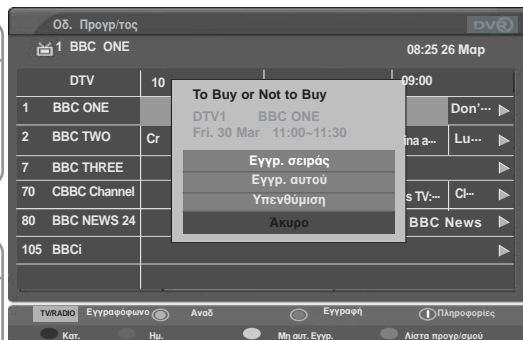 Οδ. Προγρ/τος
DVR
1 BBC ONE
08:25 26 Μαρ
DTV 10 09:00
1 BBC ONE Don'···
2 BBC TWO Cr ina a··· Lu···
7 BBC THREE
70 CBBC Channel s TV:··· CI···
80 BBC NEWS 24 BBC News
105 BBCi
To Buy or Not to Buy
DTV1 BBC ONE
Fri. 30 Mar 11:00~11:30
Εγγρ. σειράς
Εγγρ. αυτού
Υπενθύμιση
Άκυρο
TV/RADIO Εγγραφόφωνο Αναδ Εγγραφή Πληροφορίες
Κατ. Ημ. Μη αυτ. Εγγρ. Λίστα προγρ/σμού